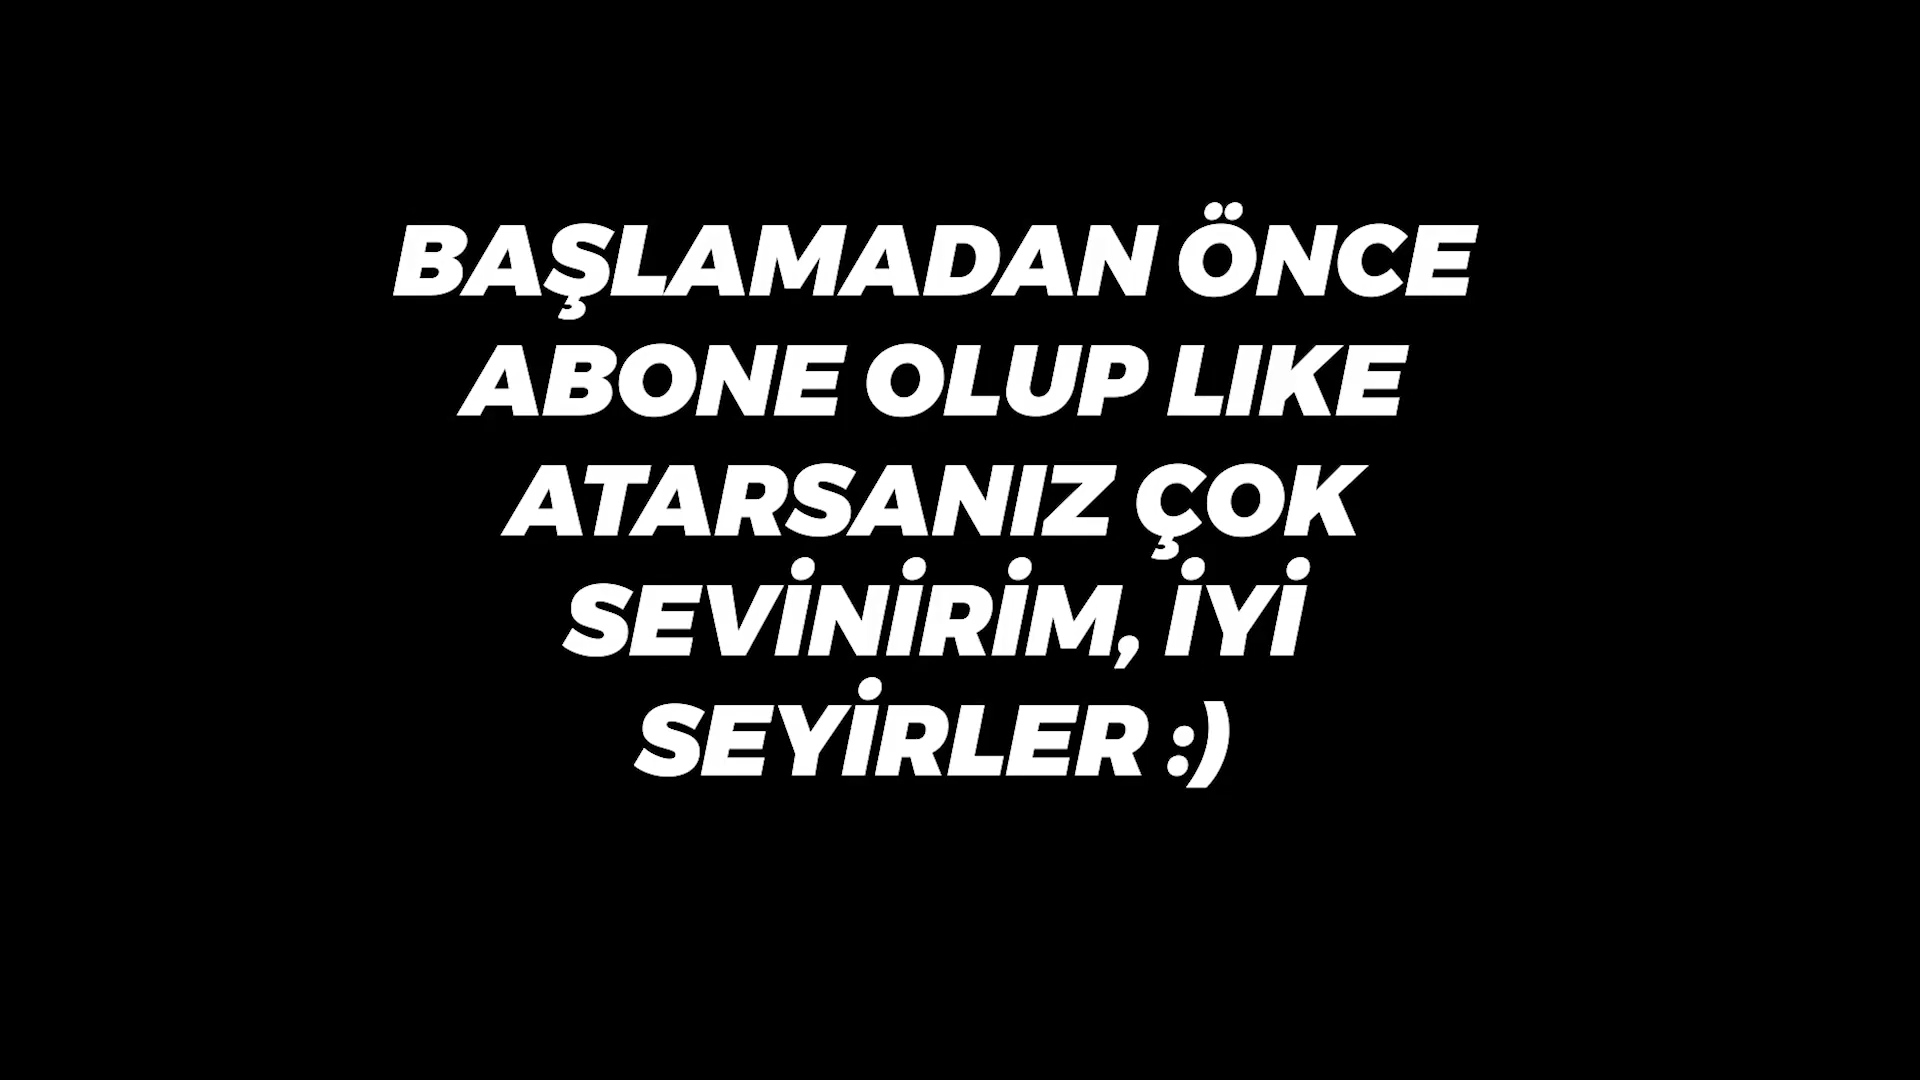 BAŞLAMADAN ÖNCE
ABONE OLUP LIKE
ATARSANIZ ÇOK
SEVİNİRİM, İYİ
SEYİRLER :)